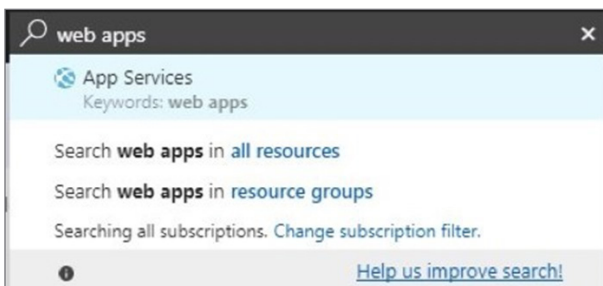 web apps
App Services
Keywords: web apps
Search web apps in all resources
Search web apps in resource groups
Searching all subscriptions. Change subscription filter.
Help us improve search!